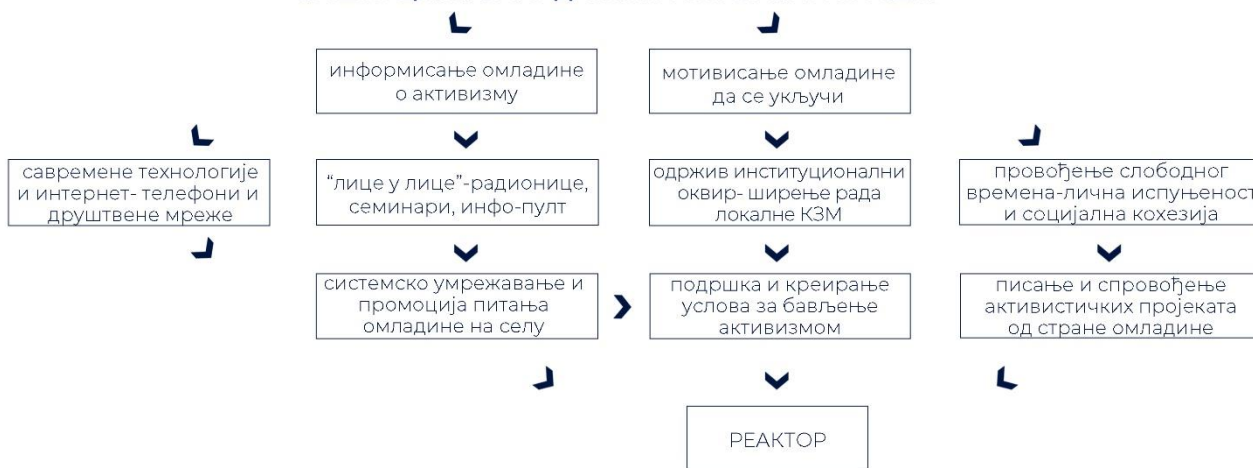 информисање омладине
о активизму
мотивисање омладине
да се укључи
савремене технологије
и интернет- телефони и
друштвене мреже
“лице у лице”-радионице,
семинари, инфо-пулт
одржив институционални
оквир- ширење рада
локалне КЗМ
провођење слободног
времена-лична испуњеност
и социјална кохезија
системско умрежавање и
промоција питања
омладине на селу
подршка и креирање
услова за бављење
активизмом
писање и спровођење
активистичких пројеката
од стране омладине
РЕАКТОР